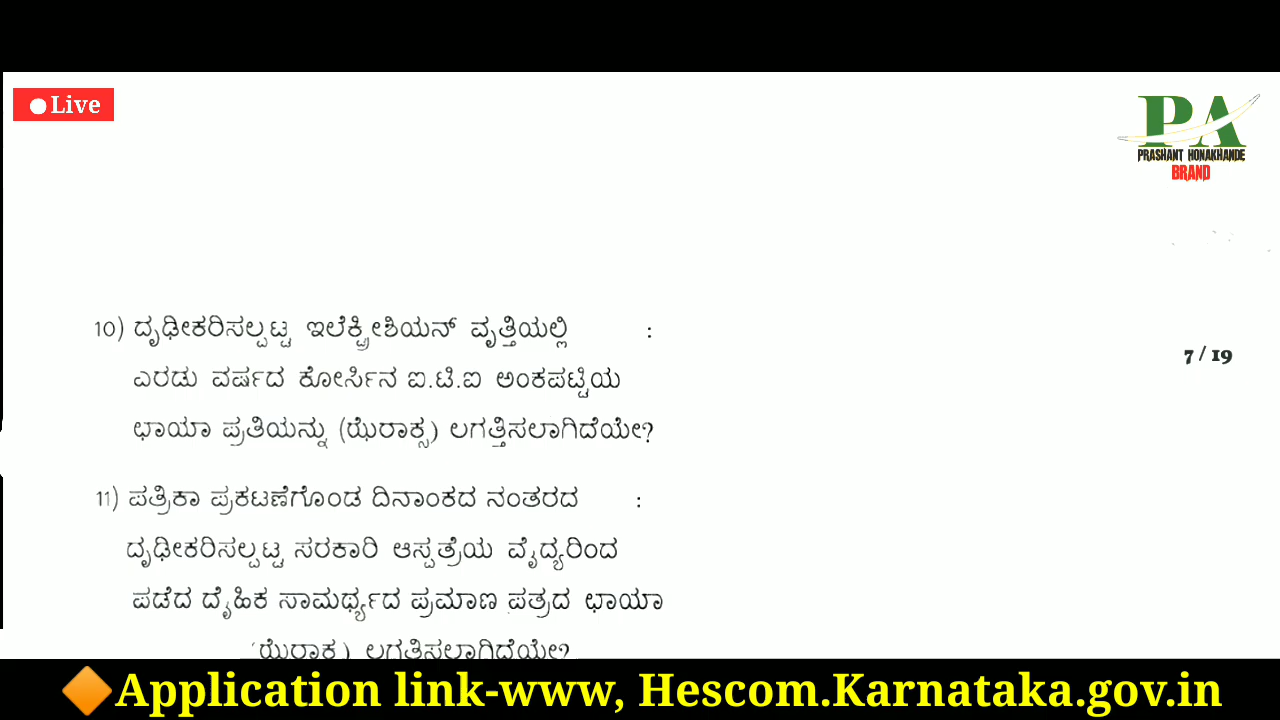 Live
PA
PRASHANT HONAKHANDE
BRAND
10) ದೃಢೀಕರಿಸಲ್ಪಟ್ಟ ಇಲೆಕ್ಟ್ರೀಶಿಯನ್ ವೃತ್ತಿಯಲ್ಲಿ :
ಎರಡು ವರ್ಷದ ಕೋರ್ಸಿನ ಐ.ಟಿ.ಐ ಅಂಕಪಟ್ಟಿಯ
7 / 19
ಛಾಯಾ ಪ್ರತಿಯನ್ನು (ಝೆರಾಕ್ಸ) ಲಗತ್ತಿಸಲಾಗಿದೆಯೇ?
11) ಪತ್ರಿಕಾ ಪ್ರಕಟಣೆಗೊಂಡ ದಿನಾಂಕದ ನಂತರದ :
ದೃಢೀಕರಿಸಲ್ಪಟ್ಟ ಸರಕಾರಿ ಆಸ್ಪತ್ರೆಯ ವೈದ್ಯರಿಂದ
ಪಡೆದ ದೈಹಿಕ ಸಾಮರ್ಥ್ಯದ ಪ್ರಮಾಣ ಪತ್ರದ ಛಾಯಾ
(ಝೆರಾಕ್ಸ) ಲಗತ್ತಿಸಲಾಗಿದೆಯೇ?
🔶Application link-www, Hescom.Karnataka.gov.in